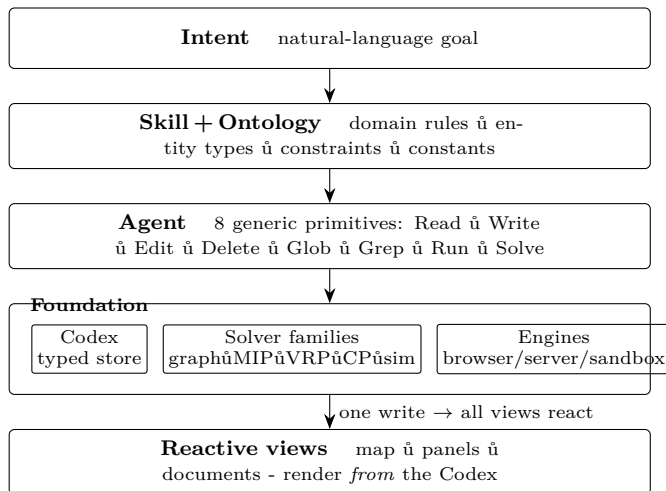 Intent natural-language goal
Skill + Ontology domain rules ů en-
tity types ů constraints ů constants
Agent 8 generic primitives: Read ů Write
ů Edit ů Delete ů Glob ů Grep ů Run ů Solve
Foundation
Codex
typed store
Solver families
graphůMIPůVRPůCPůsim
Engines
browser/server/sandbox
one write → all views react
Reactive views map ů panels ů
documents - render from the Codex